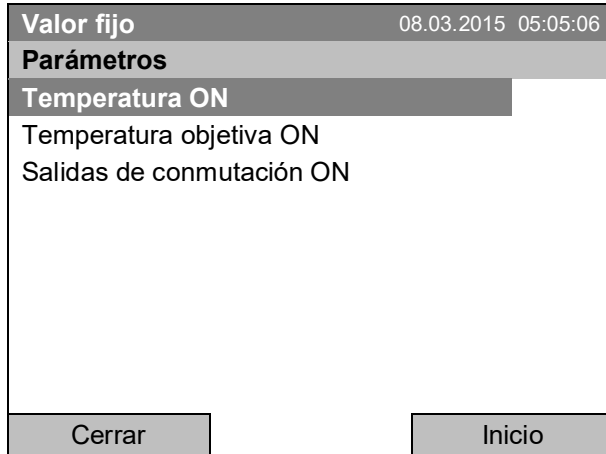 Valor fijo 08.03.2015 05:05:06
Parámetros
Temperatura ON
Temperatura objetiva ON
Salidas de conmutación ON
Cerrar Inicio